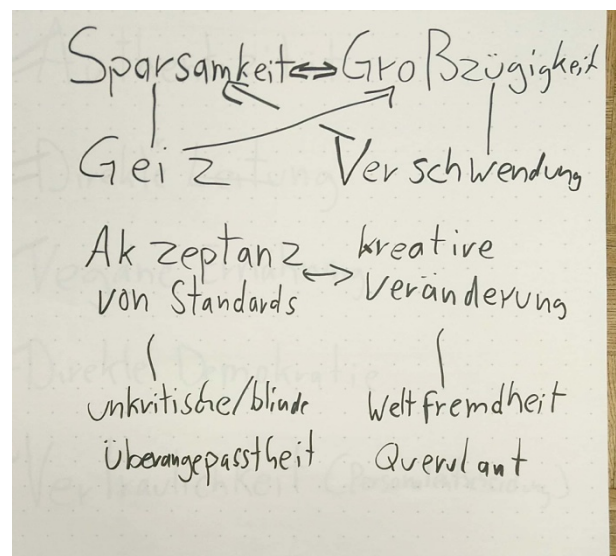 Sparsamkeit ⇔ Großzügigkeit
Geiz Verschwendung
Akzeptanz ↔ kreative
von Standards Veränderung
unkritische/blinde Weltfremdheit
Überangepasstheit Querulant